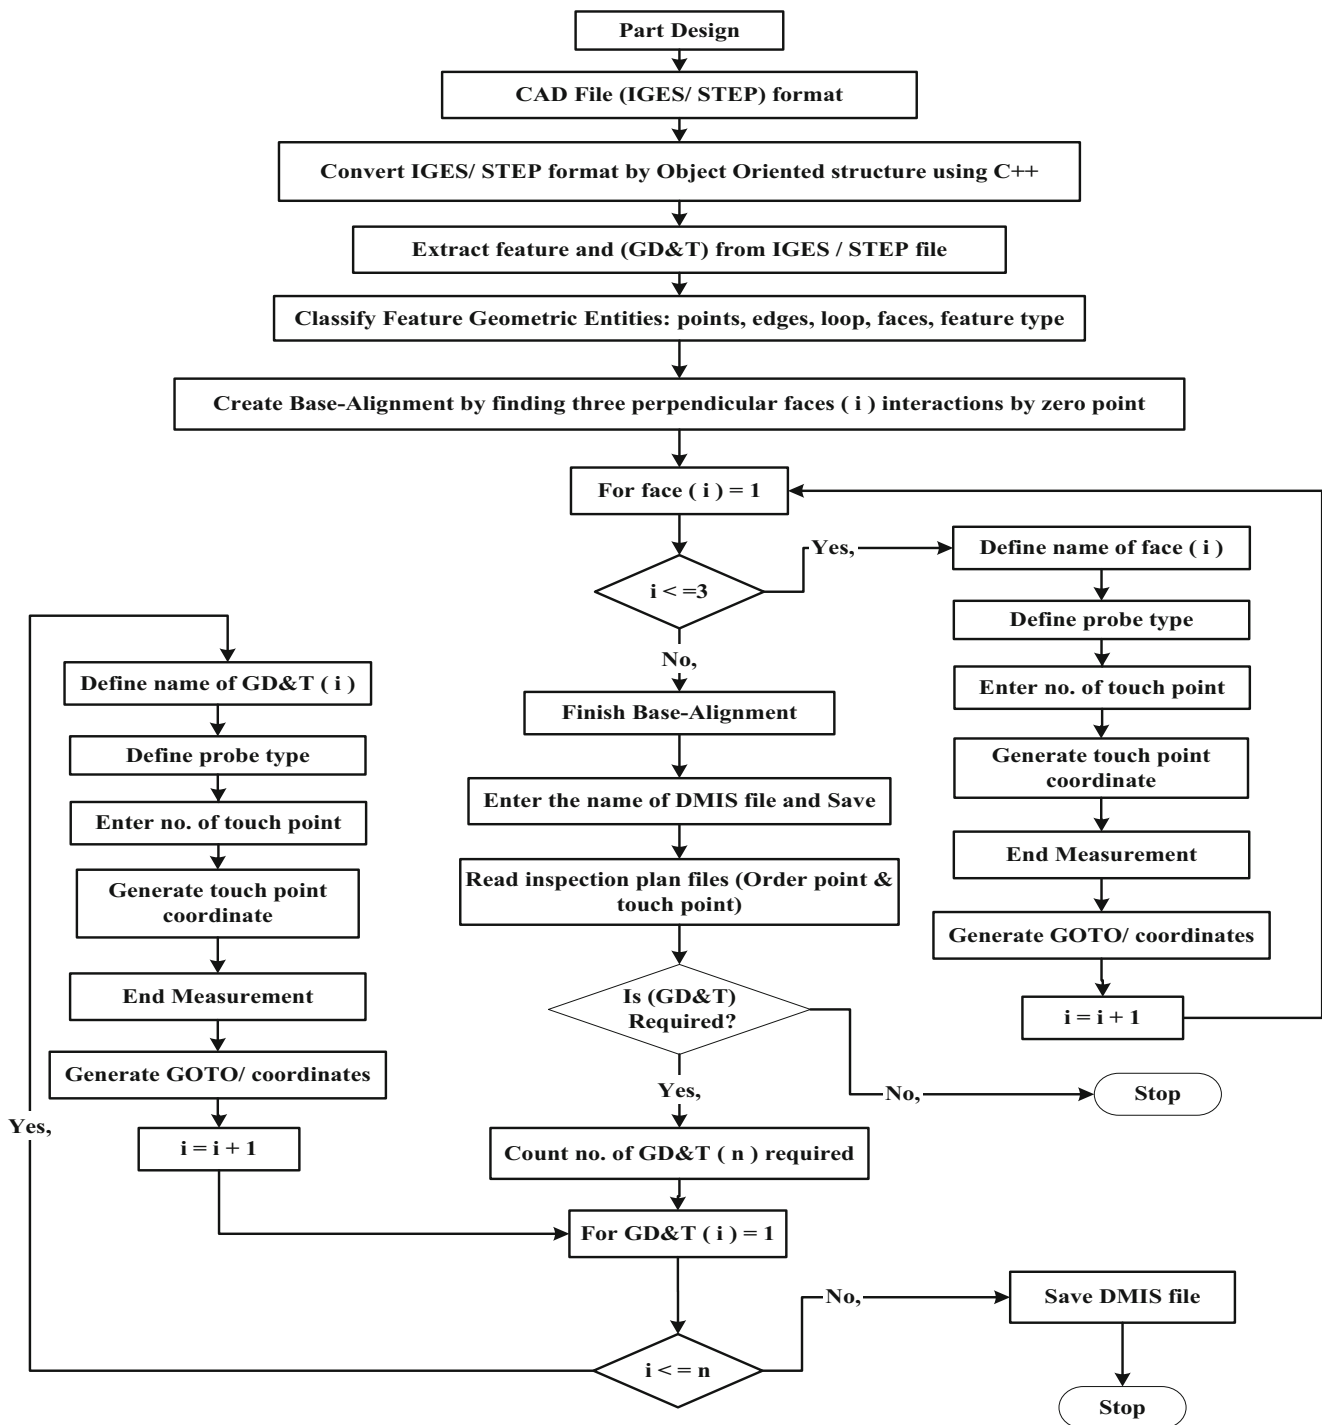 Part Design
CAD File (IGES/ STEP) format
Convert IGES/ STEP format by Object Oriented structure using C++
Extract feature and (GD&T) from IGES / STEP file
Classify Feature Geometric Entities: points, edges, loop, faces, feature type
Create Base-Alignment by finding three perpendicular faces ( i ) interactions by zero point
For face ( i ) = 1
i < =3
Yes,
Define name of face ( i )
Define probe type
Enter no. of touch point
Generate touch point
coordinate
End Measurement
Generate GOTO/ coordinates
i = i + 1
No,
Finish Base-Alignment
Enter the name of DMIS file and Save
Read inspection plan files (Order point &
touch point)
Is (GD&T)
Required?
No,
Stop
Yes,
Count no. of GD&T ( n ) required
For GD&T ( i ) = 1
i < = n
Yes,
Define name of GD&T ( i )
Define probe type
Enter no. of touch point
Generate touch point
coordinate
End Measurement
Generate GOTO/ coordinates
i = i + 1
No,
Save DMIS file
Stop